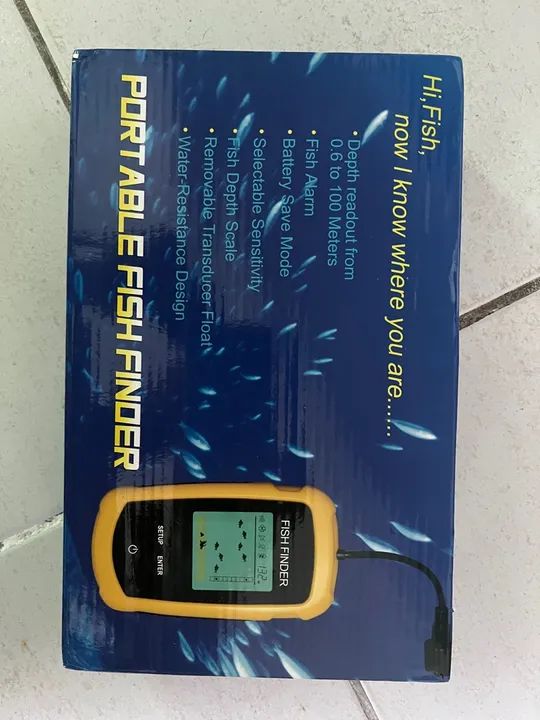 Hi,Fish,
now I know where you are......
• Depth readout from
0.6 to 100 Meters
• Fish Alarm
• Battery Save Mode
• Selectable Sensitivity
• Fish Depth Scale
• Removable Transducer Float
• Water-Resistance Design
PORTABLE FISH FINDER
FISH FINDER
SETUP ENTER